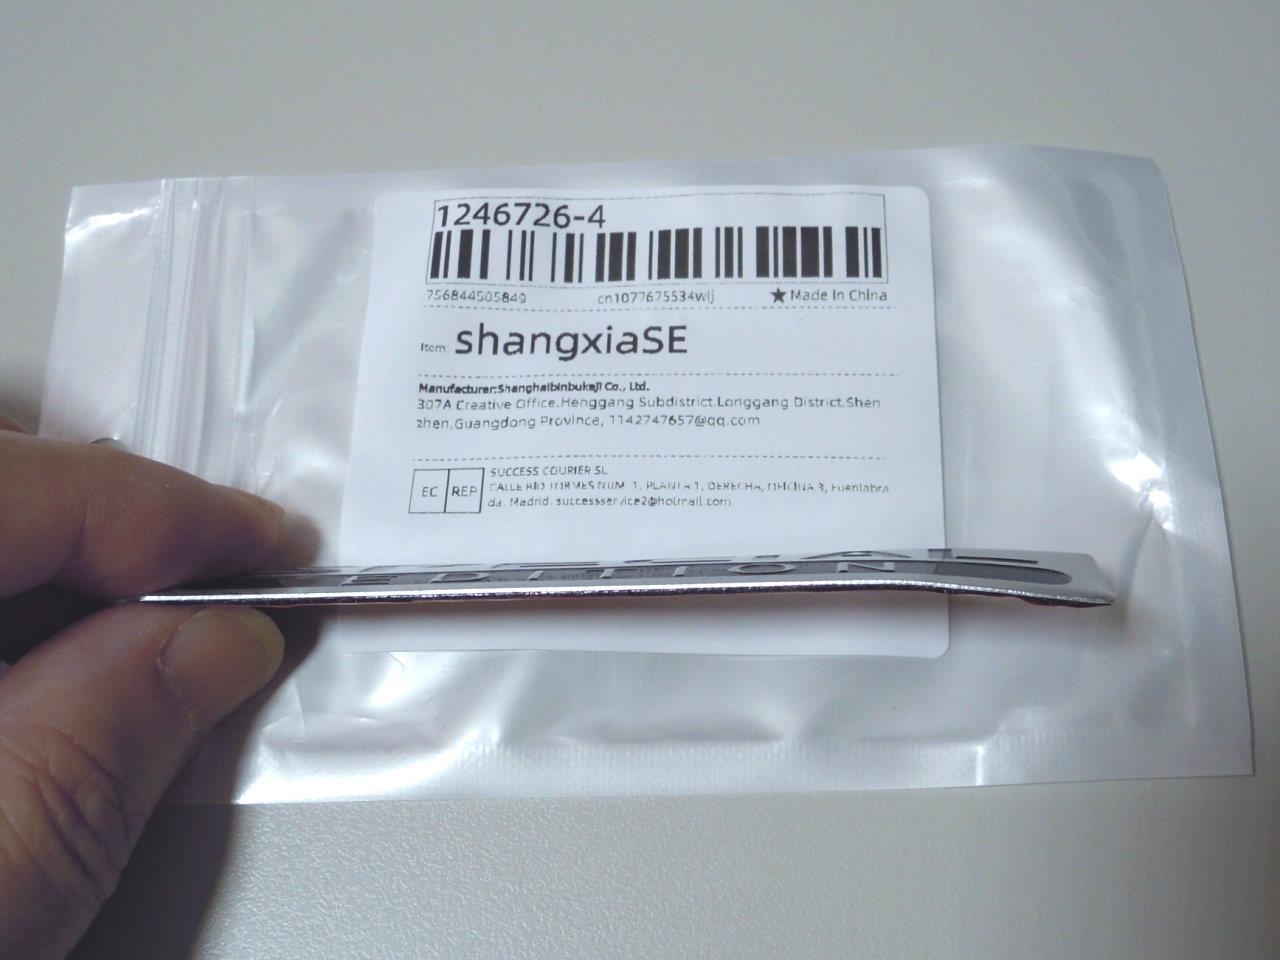 1246726-4
756844505849 cn1077675534wlj ★ Made In China
Item: shangxiaSE
Manufacturer:Shanghaibinbukeji Co., Ltd.
307A Creative Office,Henggang Subdistrict,Longgang District,Shen
zhen,Guangdong Province, 1142747657@qq.com
EC REP
SUCCESS COURIER SL
CALLE RIO TORMES NUM. 1, PLANTA 1, DERECHA, OFICINA 3, Fuenlabra
da, Madrid. successservice2@hotmail.com
SPECIAL
EDITION